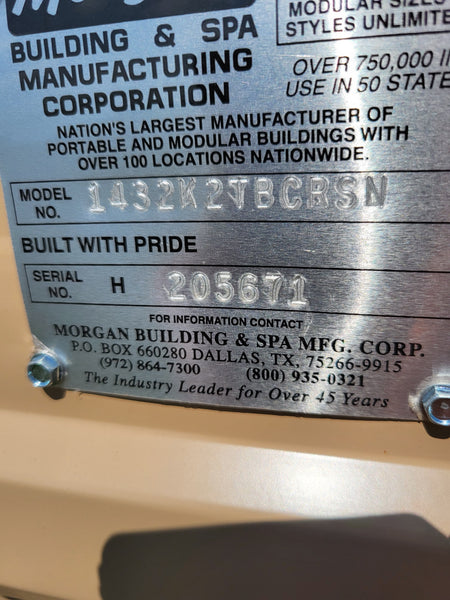 MODULAR SIZES
STYLES UNLIMITE
BUILDING & SPA
MANUFACTURING
CORPORATION
OVER 750,000 I
USE IN 50 STATE
NATION'S LARGEST MANUFACTURER OF
PORTABLE AND MODULAR BUILDINGS WITH
OVER 100 LOCATIONS NATIONWIDE.
MODEL NO. 1432K2TBCRSN
BUILT WITH PRIDE
SERIAL NO. H 205671
FOR INFORMATION CONTACT
MORGAN BUILDING & SPA MFG. CORP.
P.O. BOX 660280 DALLAS, TX, 75266-9915
(972) 864-7300 (800) 935-0321
The Industry Leader for Over 45 Years